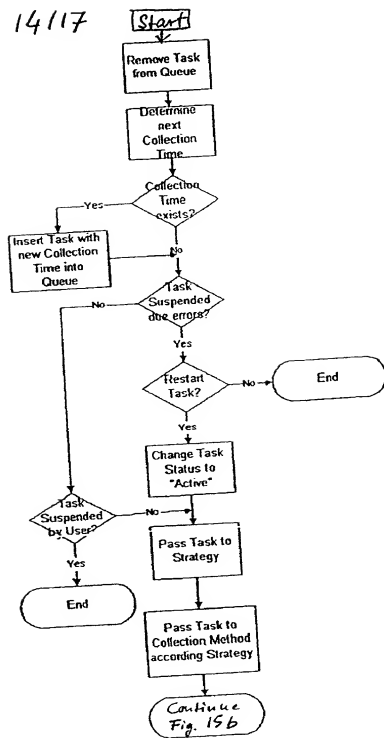 14/17
Start
Remove Task
from Queue
Determine
next
Collection
Time
Collection
Time
exists?
Yes
Insert Task with
new Collection
Time into
Queue
No
Task
Suspended
due errors?
No
Yes
Restart
Task?
No
End
Yes
Change Task
Status to
"Active"
Task
Suspended
by User?
No
Pass Task to
Strategy
Yes
End
Pass Task to
Collection Method
according Strategy
Continue
Fig. 15b